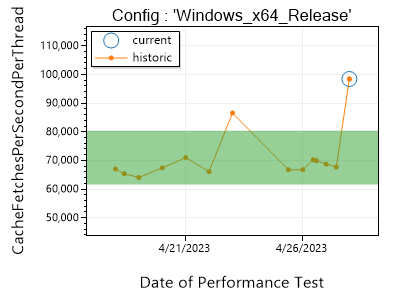 Config : 'Windows_x64_Release'
current
historic
CacheFetchesPerSecondPerThread
110,000
100,000
90,000
80,000
70,000
60,000
50,000
4/21/2023
4/26/2023
Date of Performance Test